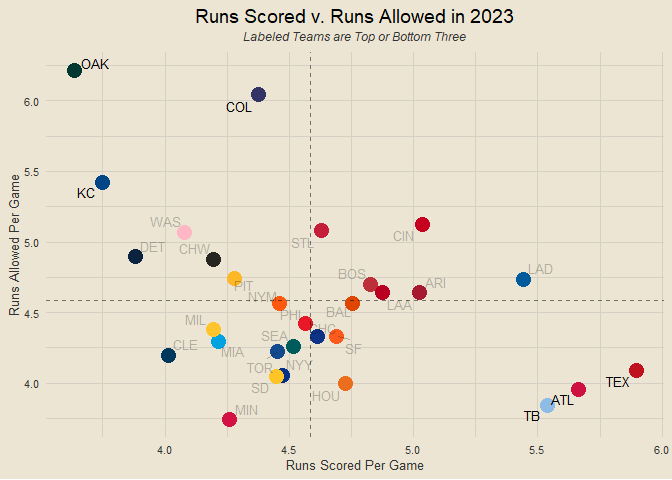 Runs Scored v. Runs Allowed in 2023
Labeled Teams are Top or Bottom Three
OAK
COL
6.0
5.5
KC
WAS
CIN
STL
DET
CHW
5.0
LAD
BOS
ARI
PIT
NYM
LAA
BAL
PHI
MIL
CHC
4.5
SEA
CLE
MIA
SF
TOR
NYY
SD
HOU
4.0
TEX
ATL
TB
MIN
Runs Allowed Per Game
4.0
4.5
5.0
5.5
6.0
Runs Scored Per Game